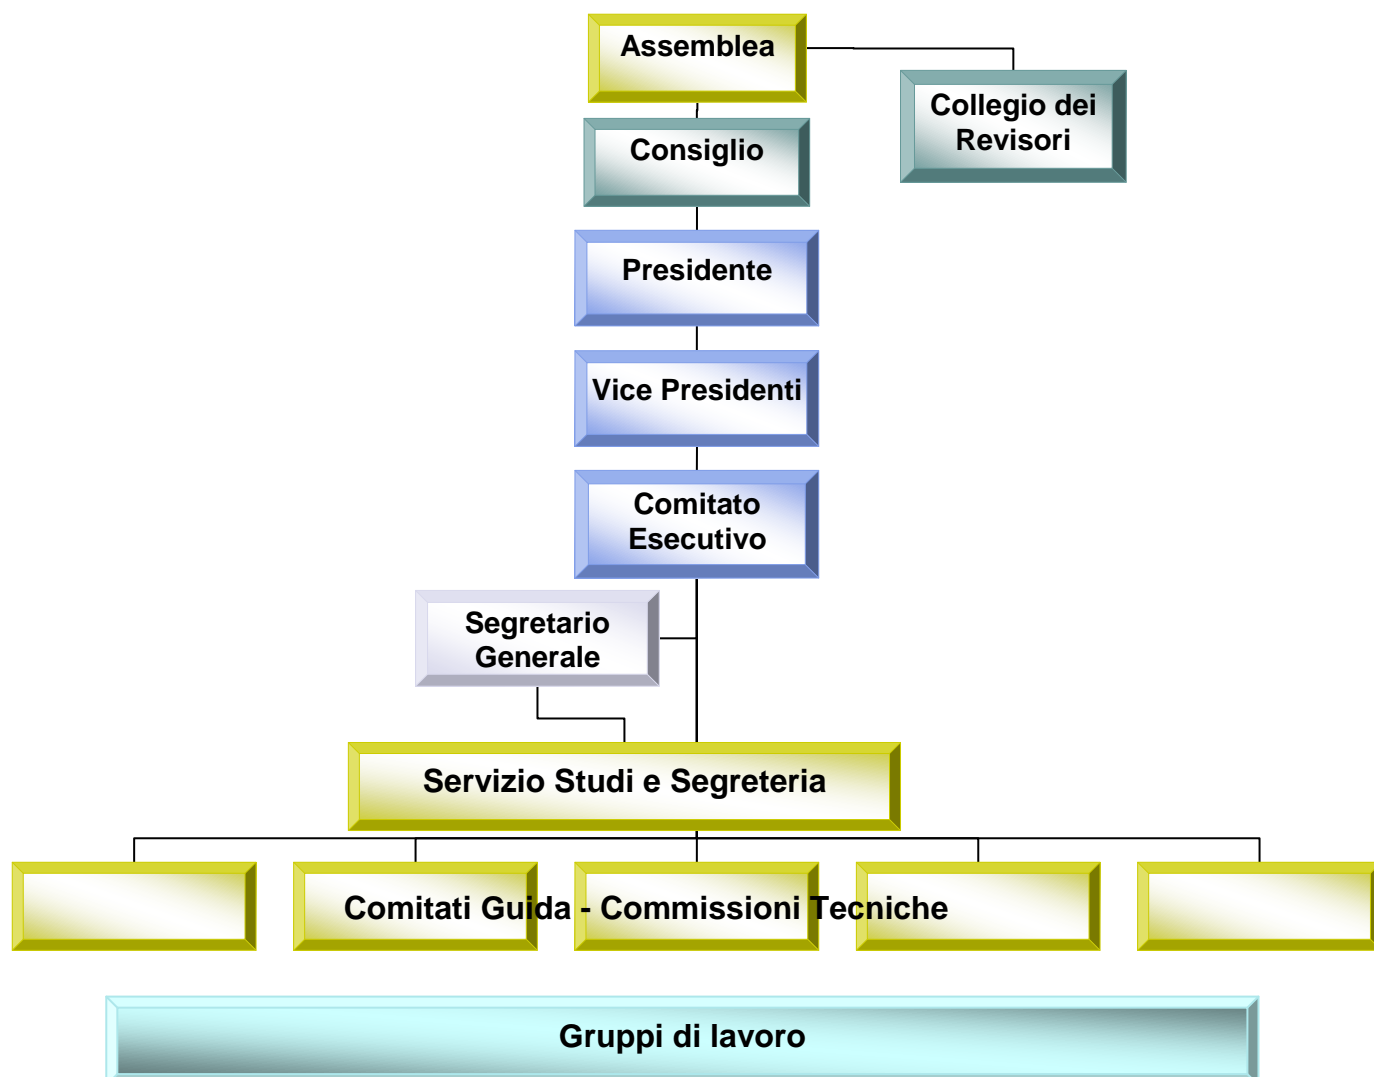 Assemblea
Collegio dei
Revisori
Consiglio
Presidente
Vice Presidenti
Comitato
Esecutivo
Segretario
Generale
Servizio Studi e Segreteria
Comitati Guida - Commissioni Tecniche
Gruppi di lavoro